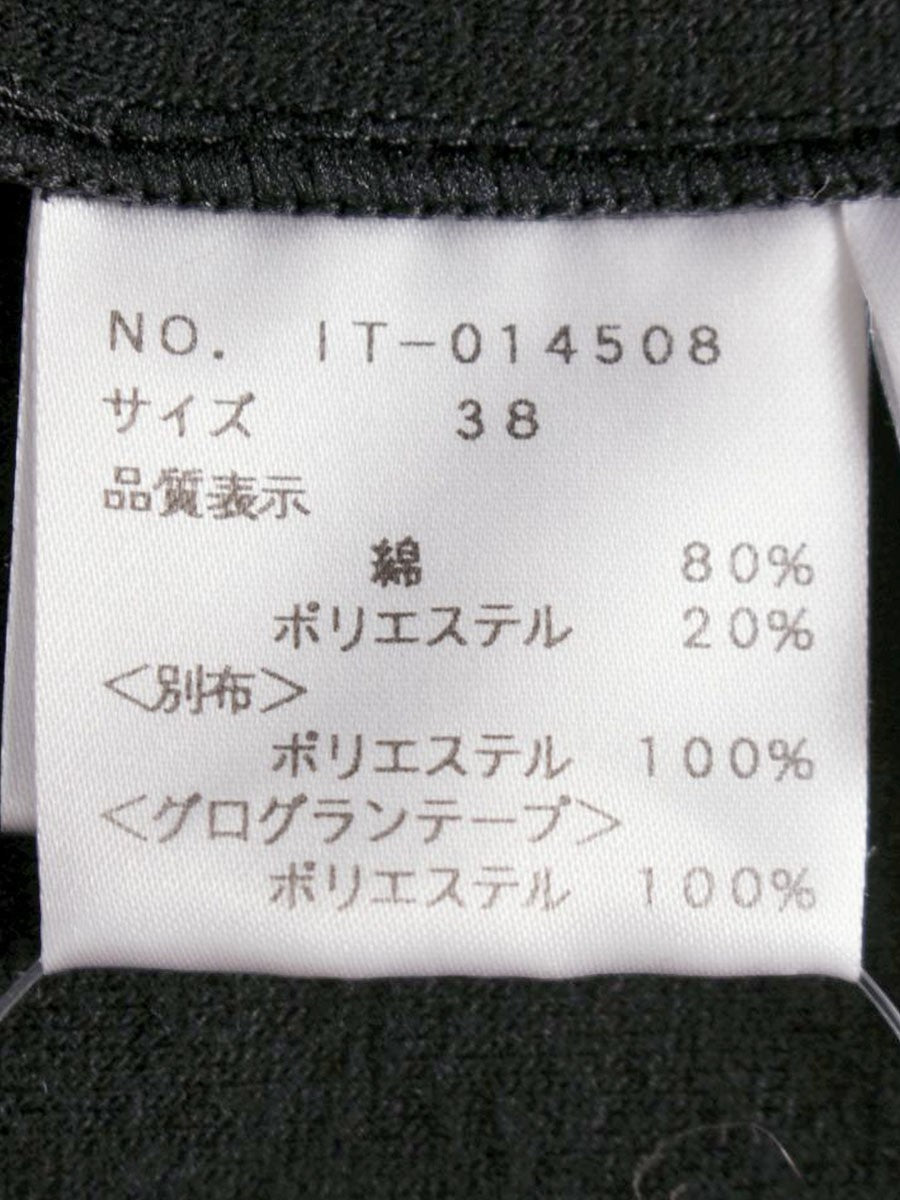 NO. IT-014508
サイズ 38
品質表示
綿 80%
ポリエステル 20%
<別布>
ポリエステル 100%
<グログランテープ>
ポリエステル 100%